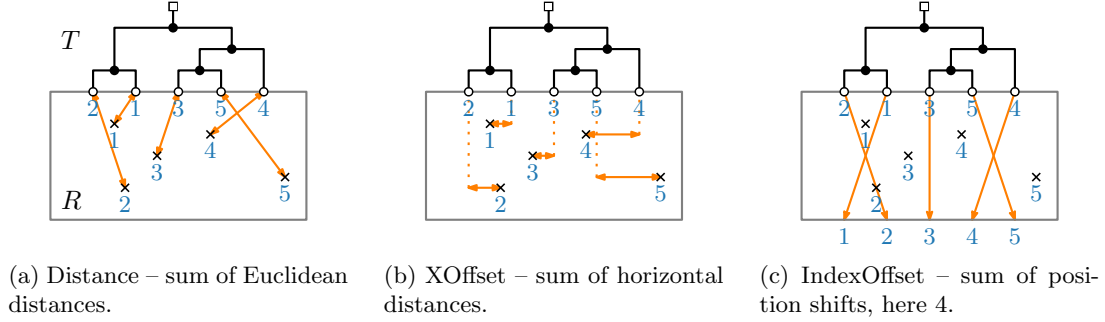 T
2 1 3 5 4
1
4
3
5
R
2
(a) Distance – sum of Euclidean
distances.
2 1 3 5 4
1
4
3
5
2
(b) XOffset – sum of horizontal
distances.
2 1 3 5 4
1
4
3
5
2
1 2 3 4 5
(c) IndexOffset – sum of posi-
tion shifts, here 4.